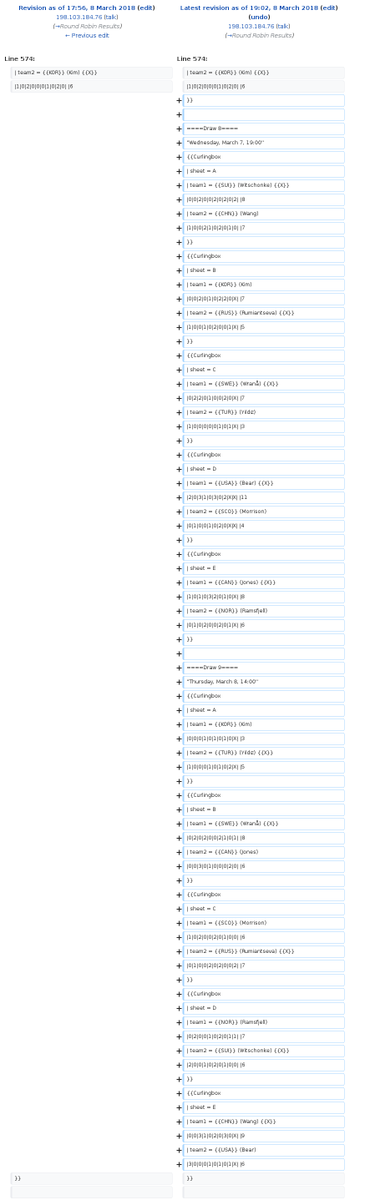 Revision as of 17:56, 8 March 2018 (edit)
198.103.184.76 (talk)
(→Round Robin Results)
← Previous edit
Latest revision as of 19:02, 8 March 2018 (edit)
(undo)
198.103.184.76 (talk)
(→Round Robin Results)
Line 574:
Line 574:
| team2 = {{KOR}} (Kim) {{X}}
| team2 = {{KOR}} (Kim) {{X}}
|1|0|2|0|0|0|1|0|2|0| |6
|1|0|2|0|0|0|1|0|2|0| |6
+ }}
+
+ ====Draw 8====
+ ''Wednesday, March 7, 19:00''
+ {{Curlingbox
+ | sheet = A
+ | team1 = {{SUI}} (Witschonke) {{X}}
+ |0|0|2|0|0|2|0|2|0|2| |8
+ | team2 = {{CHN}} (Wang)
+ |1|0|0|2|1|0|2|0|1|0| |7
+ }}
+ {{Curlingbox
+ | sheet = B
+ | team1 = {{KOR}} (Kim)
+ |0|0|2|0|1|0|2|2|0|X| |7
+ | team2 = {{RUS}} (Rumiantseva) {{X}}
+ |1|0|0|1|0|2|0|0|1|X| |5
+ }}
+ {{Curlingbox
+ | sheet = C
+ | team1 = {{SWE}} (Wranå) {{X}}
+ |0|2|2|0|1|0|0|2|0|X| |7
+ | team2 = {{TUR}} (Yıldız)
+ |1|0|0|0|0|0|1|0|1|X| |3
+ }}
+ {{Curlingbox
+ | sheet = D
+ | team1 = {{USA}} (Bear) {{X}}
+ |2|0|3|1|0|3|0|2|X|X| |11
+ | team2 = {{SCO}} (Morrison)
+ |0|1|0|0|1|0|2|0|X|X| |4
+ }}
+ {{Curlingbox
+ | sheet = E
+ | team1 = {{CAN}} (Jones) {{X}}
+ |1|0|1|0|3|2|0|1|0|X| |8
+ | team2 = {{NOR}} (Ramsfjell)
+ |0|1|0|2|0|0|2|0|1|X| |6
+ }}
+
+ ====Draw 9====
+ ''Thursday, March 8, 14:00''
+ {{Curlingbox
+ | sheet = A
+ | team1 = {{KOR}} (Kim)
+ |0|0|0|1|0|1|0|1|0|X| |3
+ | team2 = {{TUR}} (Yıldız) {{X}}
+ |1|0|0|0|1|0|1|0|2|X| |5
+ }}
+ {{Curlingbox
+ | sheet = B
+ | team1 = {{SWE}} (Wranå) {{X}}
+ |0|2|0|2|0|0|2|1|0|1| |8
+ | team2 = {{CAN}} (Jones)
+ |0|0|3|0|1|0|0|0|2|0| |6
+ }}
+ {{Curlingbox
+ | sheet = C
+ | team1 = {{SCO}} (Morrison)
+ |1|0|2|0|0|2|0|1|0|0| |6
+ | team2 = {{RUS}} (Rumiantseva) {{X}}
+ |0|1|0|0|2|0|2|0|0|2| |7
+ }}
+ {{Curlingbox
+ | sheet = D
+ | team1 = {{NOR}} (Ramsfjell)
+ |0|2|0|0|1|0|2|0|1|1| |7
+ | team2 = {{SUI}} (Witschonke) {{X}}
+ |2|0|0|1|0|2|0|1|0|0| |6
+ }}
+ {{Curlingbox
+ | sheet = E
+ | team1 = {{CHN}} (Wang) {{X}}
+ |0|0|3|1|0|2|0|3|0|X| |9
+ | team2 = {{USA}} (Bear)
+ |3|0|0|0|1|0|1|0|1|X| |6
}}
}}